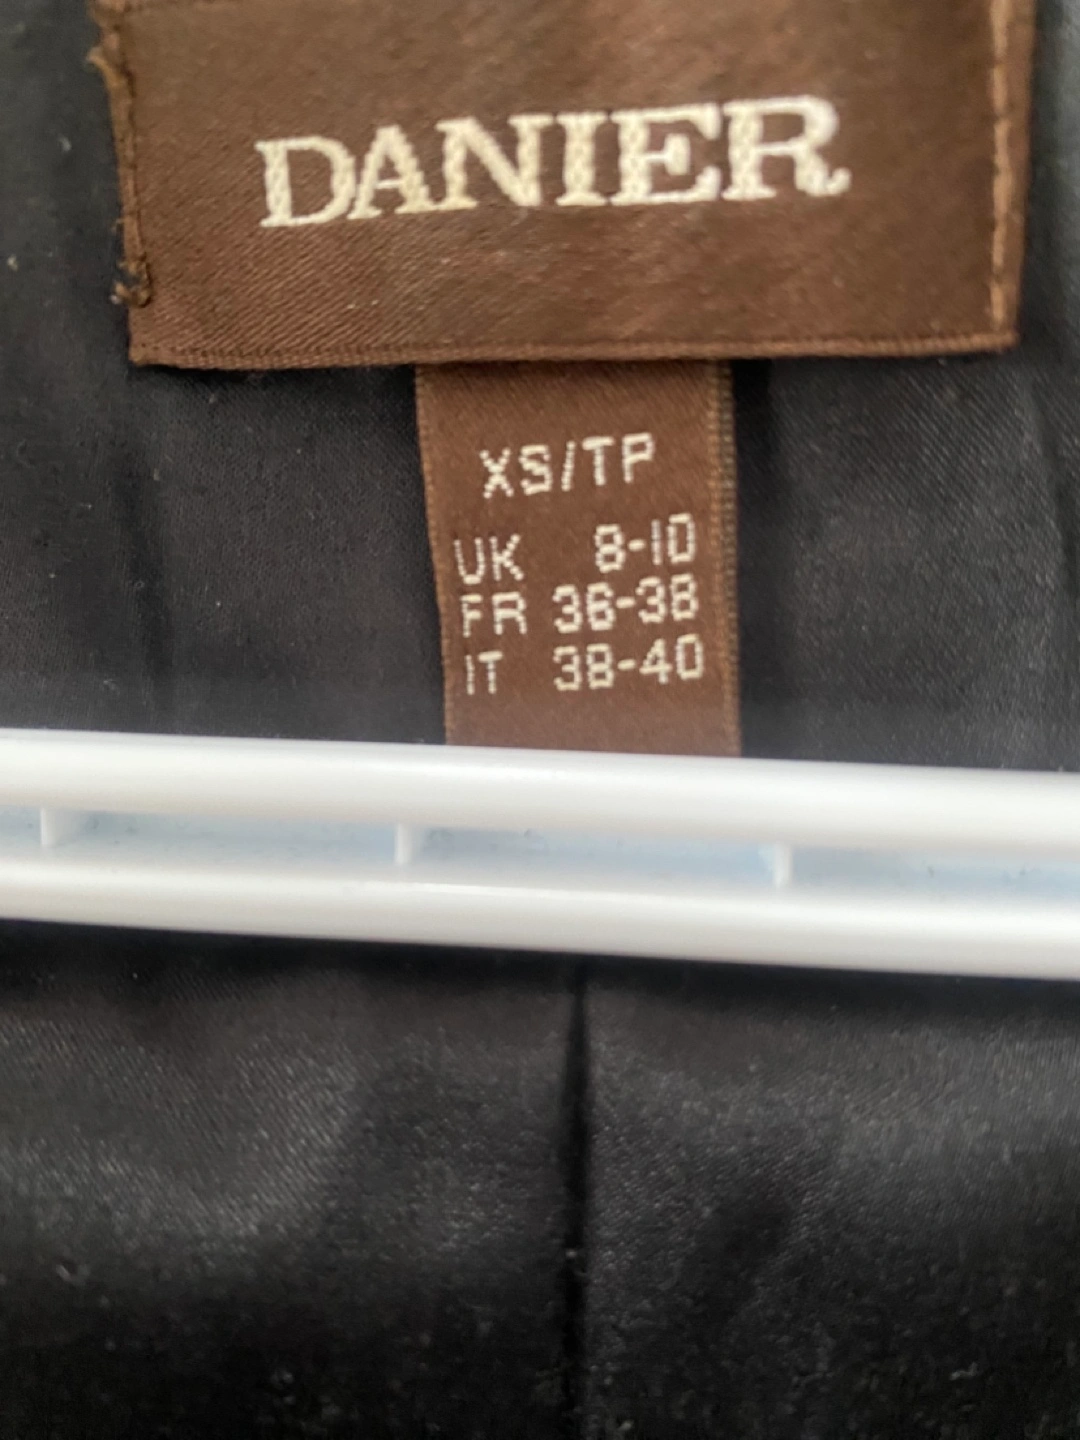 DANIER
XS/TP
UK 8-10
FR 36-38
IT 38-40